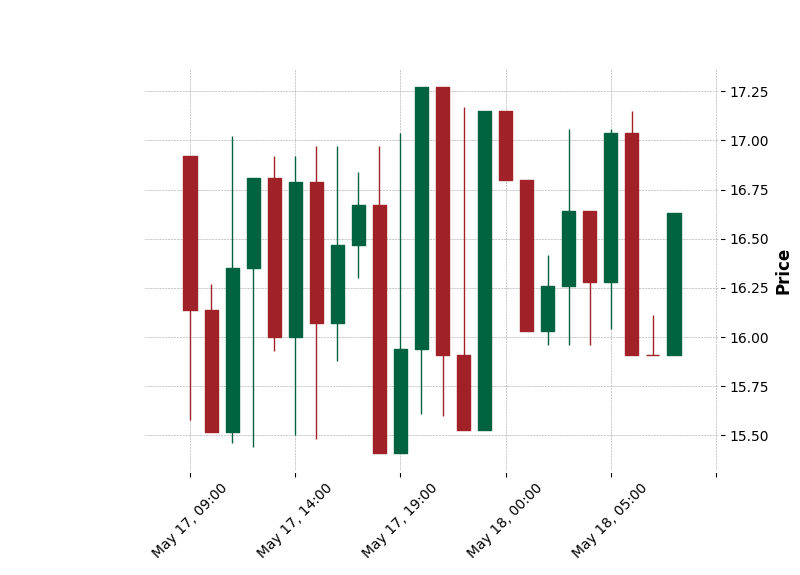 17.25
17.00
16.75
16.50
16.25
16.00
15.75
15.50
Price
May 17, 09:00
May 17, 14:00
May 17, 19:00
May 18, 00:00
May 18, 05:00